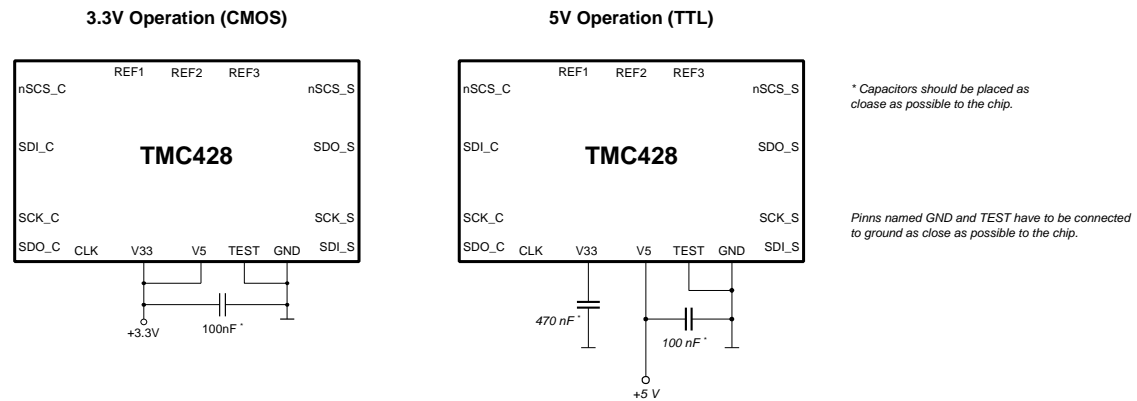 3.3V Operation (CMOS)
REF1 REF2 REF3
nSCS_C nSCS_S
SDI_C TMC428 SDO_S
SCK_C SCK_S
SDO_C CLK V33 V5 TEST GND SDI_S
100nF *
+3.3V
5V Operation (TTL)
REF1 REF2 REF3
nSCS_C nSCS_S
SDI_C TMC428 SDO_S
SCK_C SCK_S
SDO_C CLK V33 V5 TEST GND SDI_S
470 nF *
100 nF *
+5 V
* Capacitors should be placed as
cloase as possible to the chip.
Pinns named GND and TEST have to be connected
to ground as close as possible to the chip.